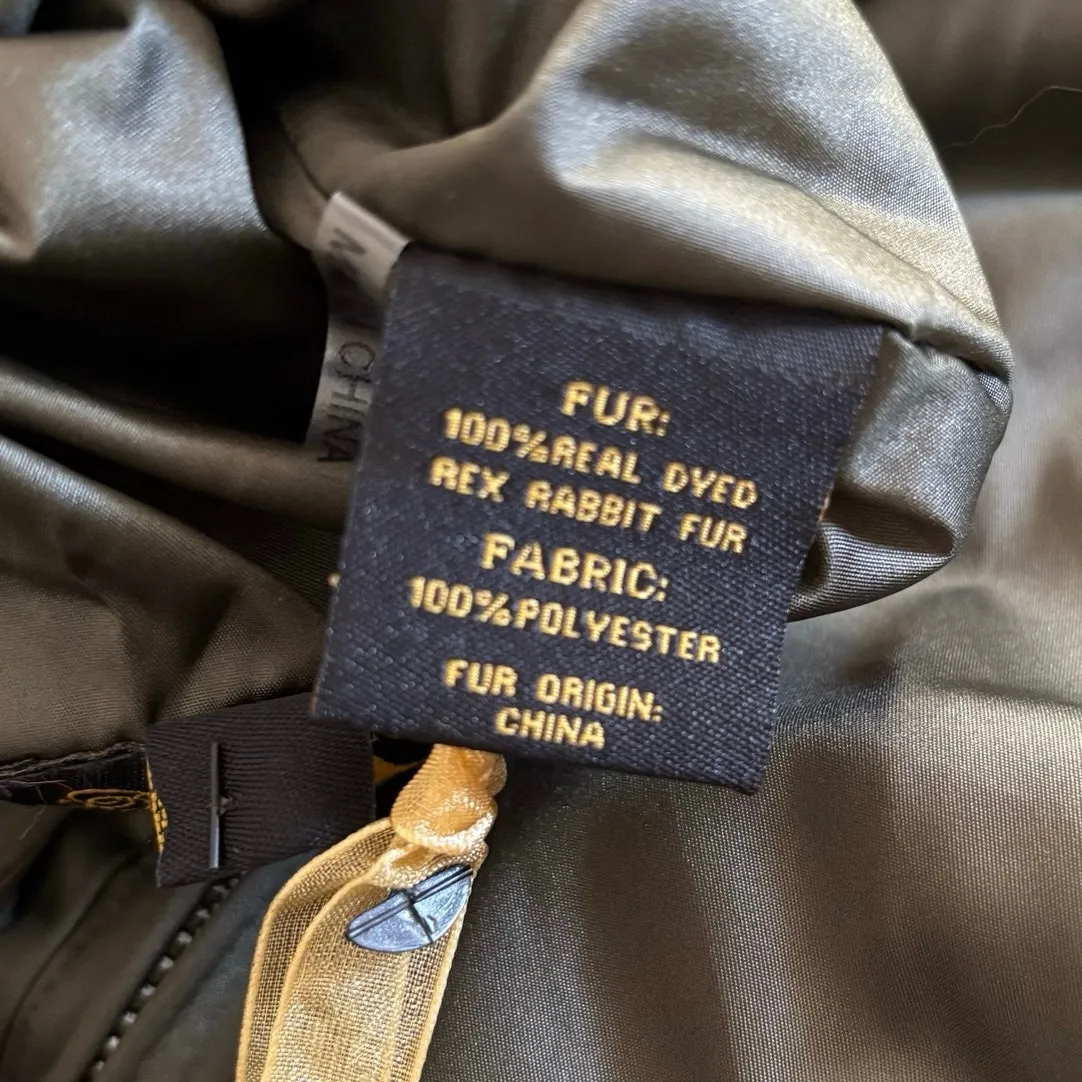 FUR:
100%REAL DYED
REX RABBIT FUR
FABRIC:
100%POLYESTER
FUR ORIGIN:
CHINA
CHINA